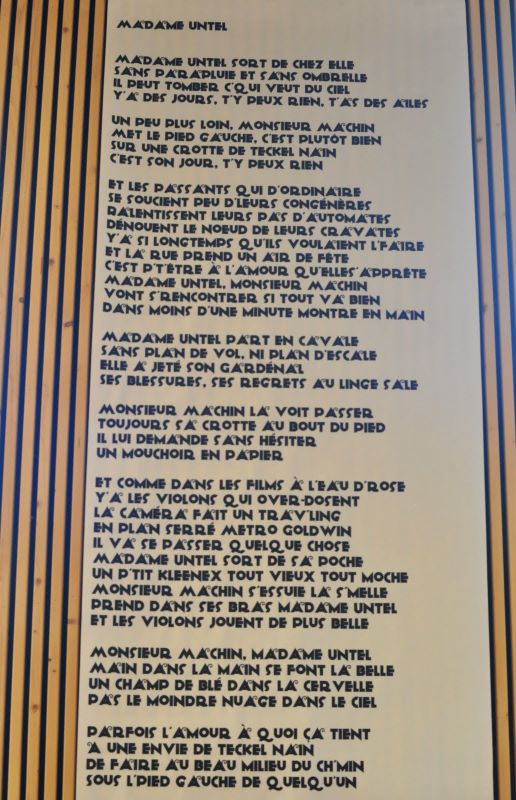 MADAME UNTEL
MADAME UNTEL SORT DE CHEZ ELLE
SANS PARAPLUIE ET SANS OMBRELLE
IL PEUT TOMBER C'QUI VEUT DU CIEL
Y'A DES JOURS, T'Y PEUX RIEN, T'AS DES AILES
UN PEU PLUS LOIN, MONSIEUR MACHIN
MET LE PIED GAUCHE, C'EST PLUTÔT BIEN
SUR UNE CROTTE DE TECKEL NAIN
C'EST SON JOUR, T'Y PEUX RIEN
ET LES PASSANTS QUI D'ORDINAIRE
SE SOUCIENT PEU D'LEURS CONGÉNÈRES
RALENTISSENT LEURS PAS D'AUTOMATES
DÉNOUENT LE NOEUD DE LEURS CRAVATES
Y'A SI LONGTEMPS QU'ILS VOULAIENT L'FAIRE
ET LA RUE PREND UN AIR DE FÊTE
C'EST P'T'ÊTRE À L'AMOUR QU'ELLES'APPRÊTE
MADAME UNTEL, MONSIEUR MACHIN
VONT S'RENCONTRER SI TOUT VA BIEN
DANS MOINS D'UNE MINUTE MONTRE EN MAIN
MADAME UNTEL PART EN CAVALE
SANS PLAN DE VOL, NI PLAN D'ESCALE
ELLE A JETÉ SON GARDÉNAL
SES BLESSURES, SES REGRETS AU LINGE SALE
MONSIEUR MACHIN LA VOIT PASSER
TOUJOURS SA CROTTE AU BOUT DU PIED
IL LUI DEMANDE SANS HÉSITER
UN MOUCHOIR EN PAPIER
ET COMME DANS LES FILMS À L'EAU D'ROSE
Y'A LES VIOLONS QUI OVER-DOSENT
LA CAMÉRA FAIT UN TRAV'LING
EN PLAN SERRÉ METRO GOLDWIN
IL VA SE PASSER QUELQUE CHOSE
MADAME UNTEL SORT DE SA POCHE
UN P'TIT KLEENEX TOUT VIEUX TOUT MOCHE
MONSIEUR MACHIN S'ESSUIE LA S'MELLE
PREND DANS SES BRAS MADAME UNTEL
ET LES VIOLONS JOUENT DE PLUS BELLE
MONSIEUR MACHIN, MADAME UNTEL
MAIN DANS LA MAIN SE FONT LA BELLE
UN CHAMP DE BLÉ DANS LA CERVELLE
PAS LE MOINDRE NUAGE DANS LE CIEL
PARFOIS L'AMOUR À QUOI ÇA TIENT
A UNE ENVIE DE TECKEL NAIN
DE FAIRE AU BEAU MILIEU DU CH'MIN
SOUS L'PIED GAUCHE DE QUELQU'UN